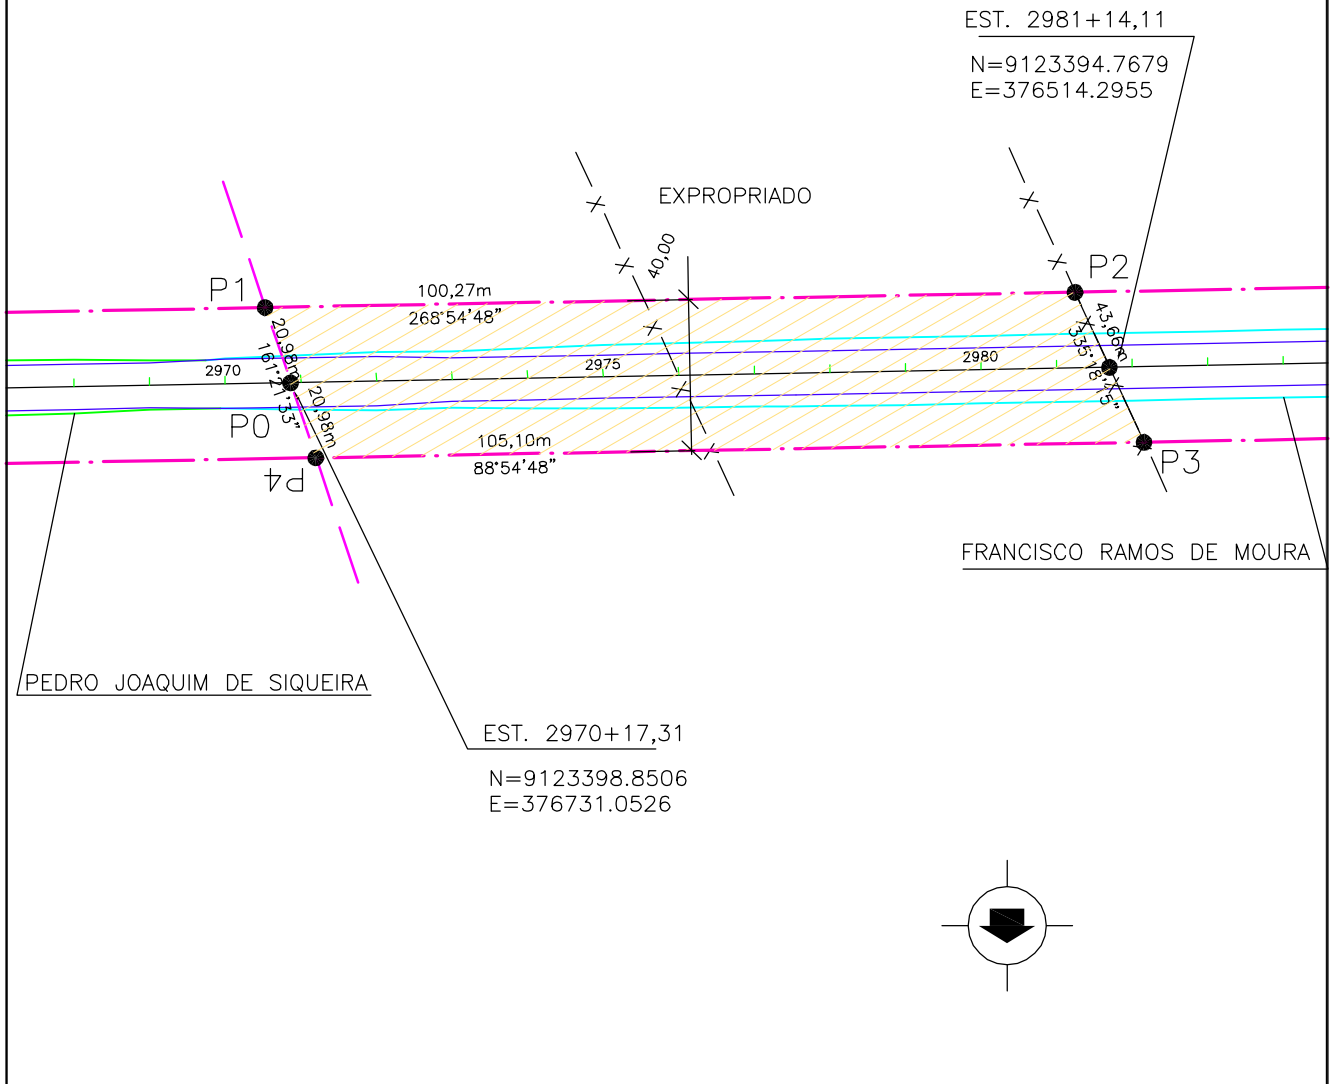 EST. 2981+14,11
N=9123394.7679
E=376514.2955
EXPROPRIADO
40,00
P1
P2
100,27m
268°54'48"
20,98m
161°21'33"
43,66m
335°18'15"
2970
2975
2980
P0
20,98m
105,10m
88°54'48"
P4
P3
FRANCISCO RAMOS DE MOURA
PEDRO JOAQUIM DE SIQUEIRA
EST. 2970+17,31
N=9123398.8506
E=376731.0526